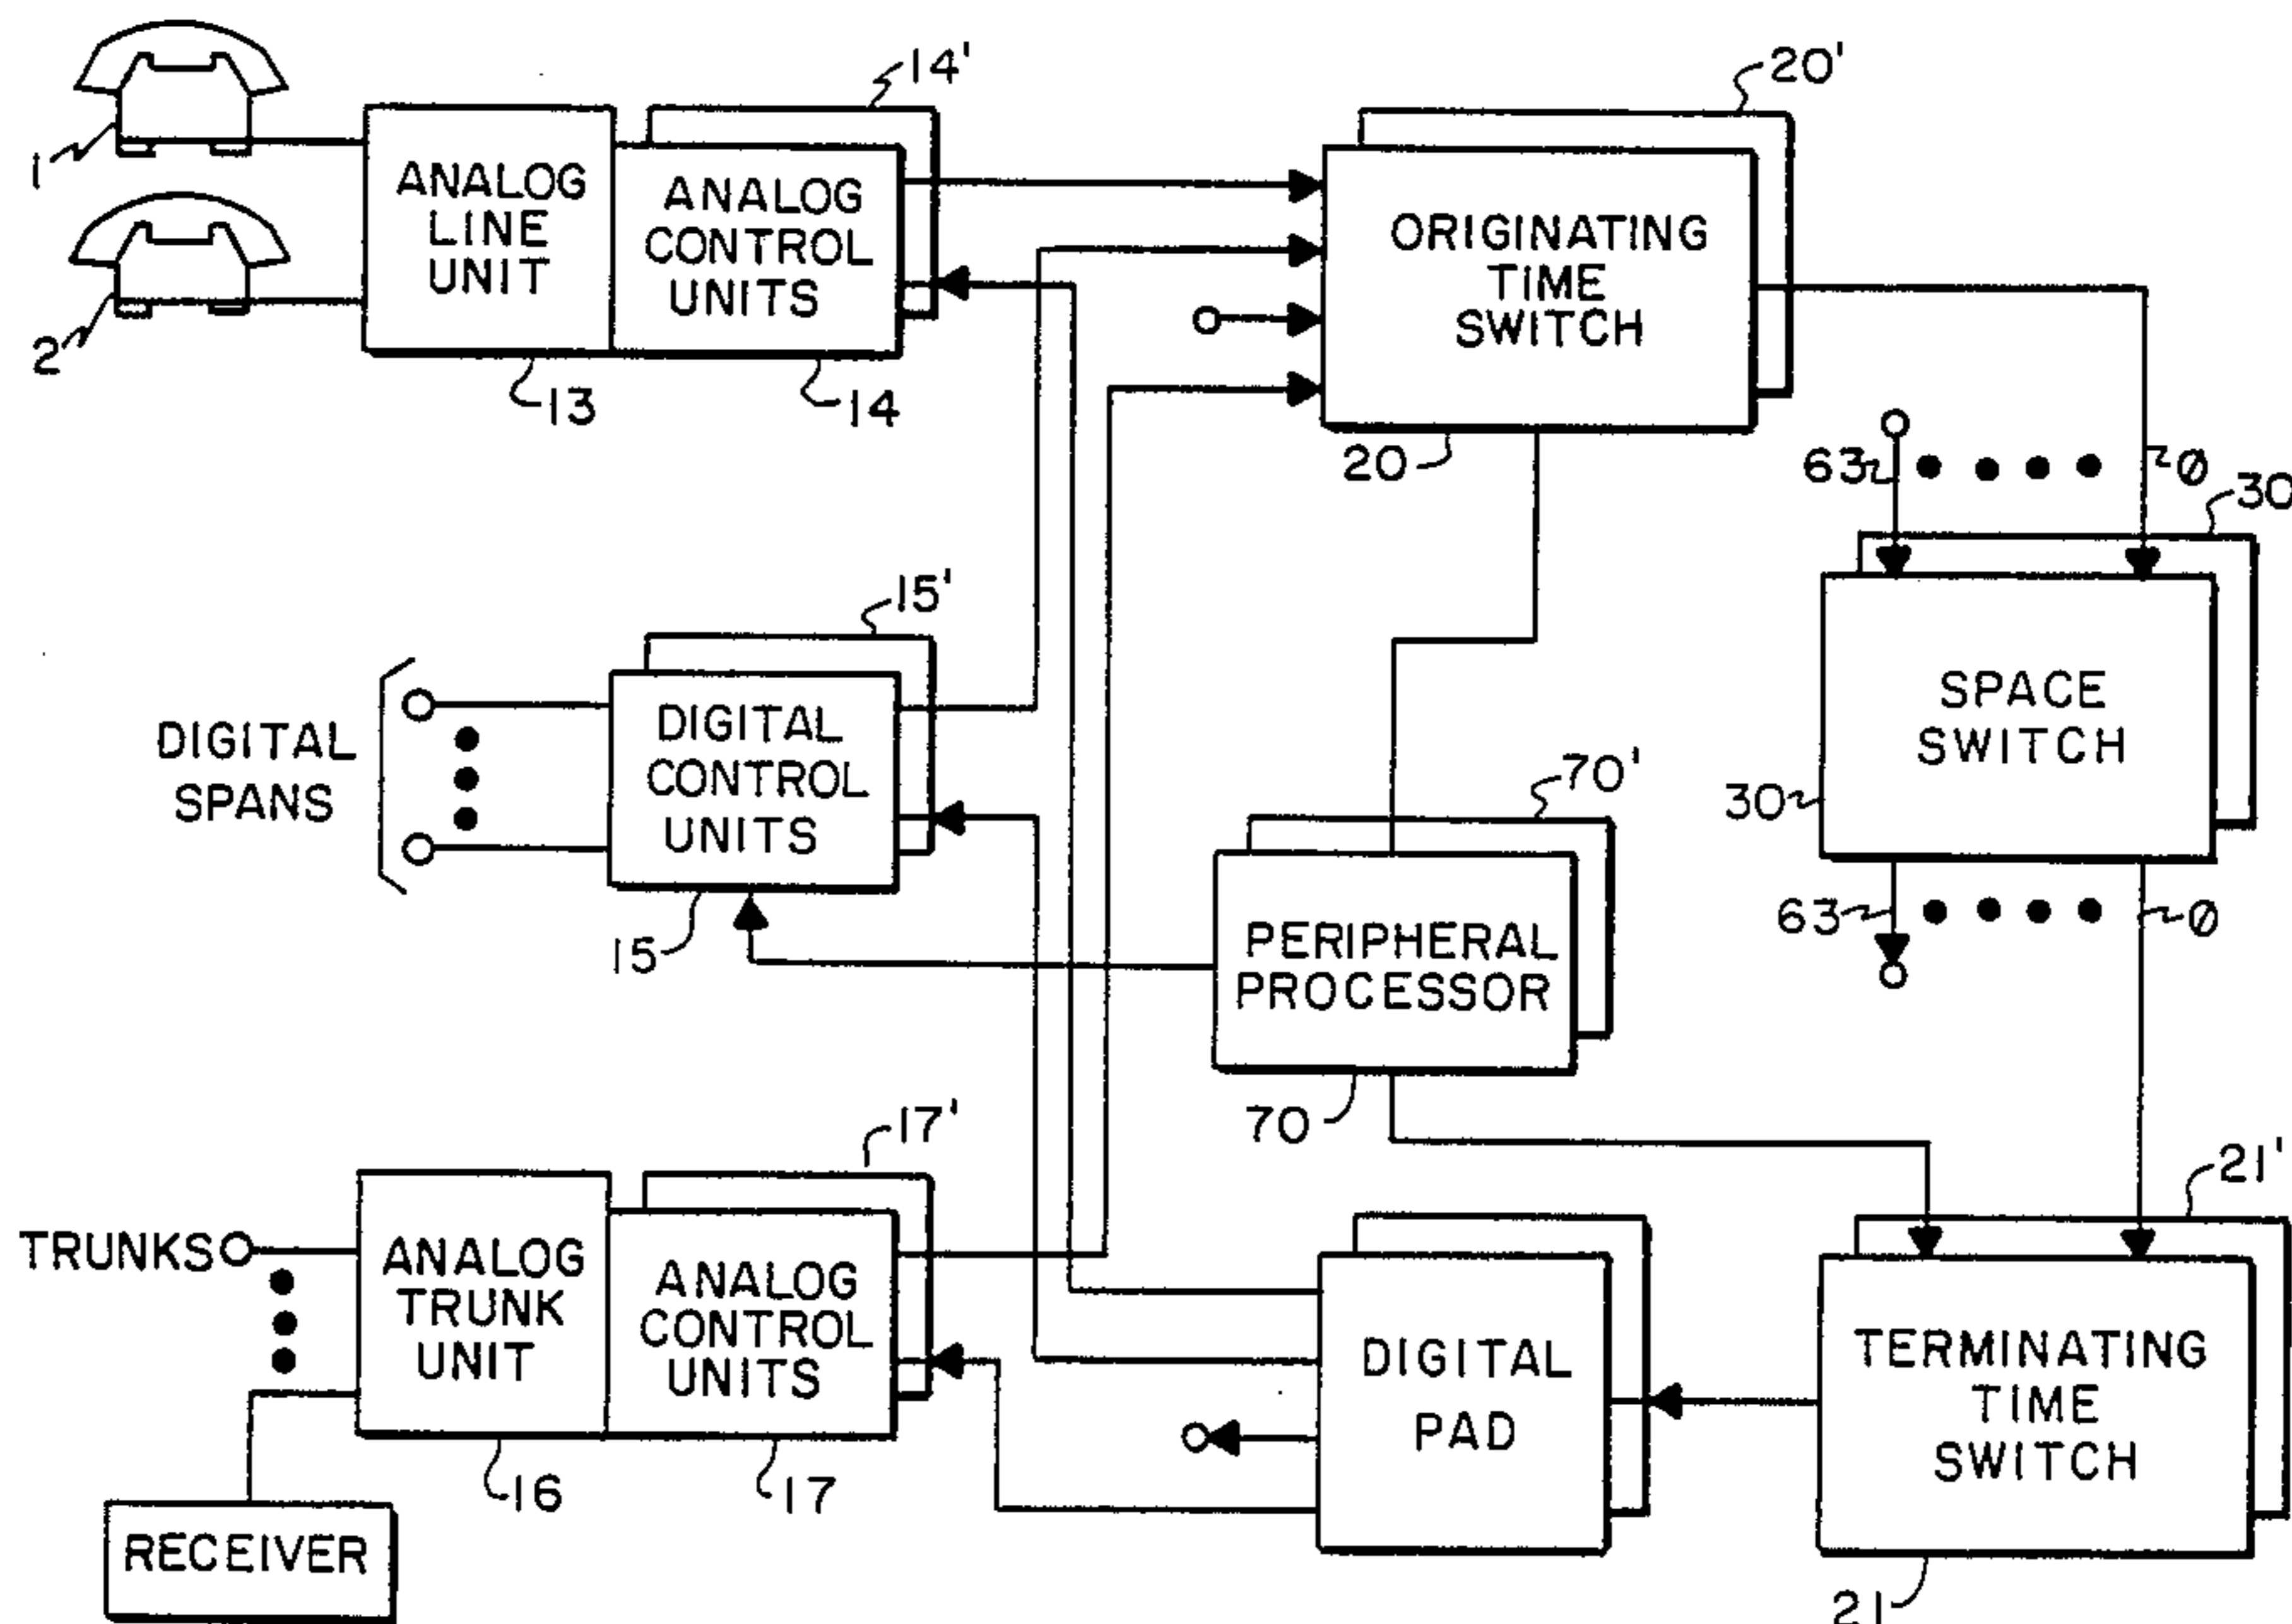 1
2
ANALOG
LINE
UNIT
13
14'
ANALOG
CONTROL
UNITS
14
20'
ORIGINATING
TIME
SWITCH
20
63
Ø
30
SPACE
SWITCH
30
63
Ø
DIGITAL
SPANS
15'
DIGITAL
CONTROL
UNITS
15
70'
PERIPHERAL
PROCESSOR
70
TRUNKS
ANALOG
TRUNK
UNIT
16
17'
ANALOG
CONTROL
UNITS
17
RECEIVER
DIGITAL
PAD
21'
TERMINATING
TIME
SWITCH
21